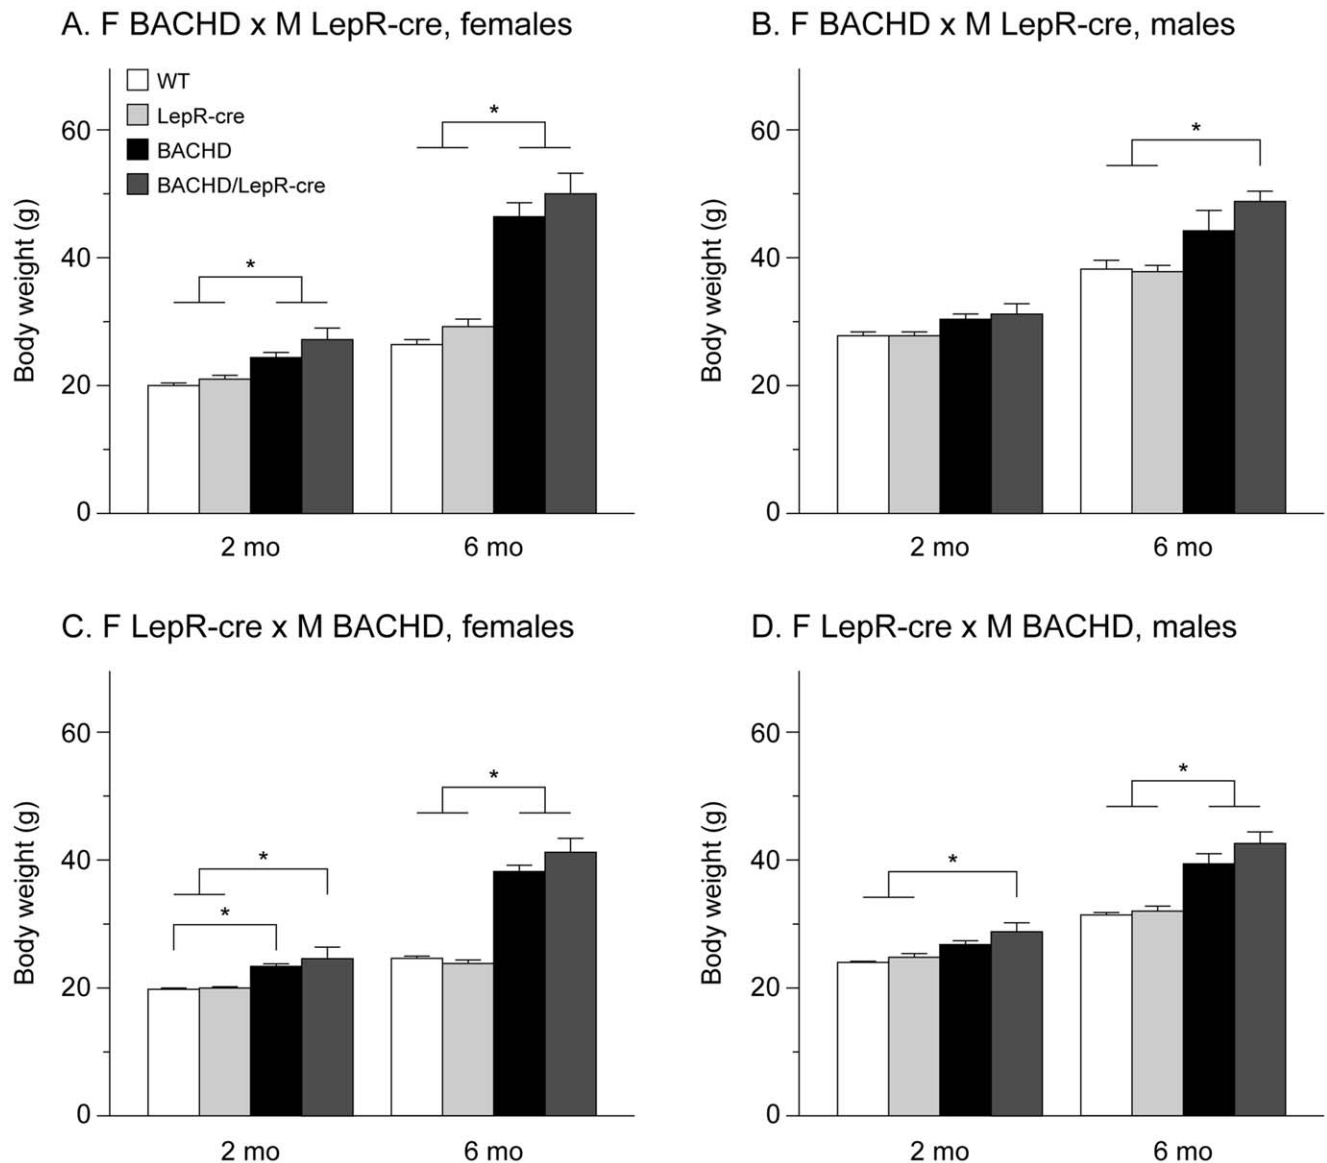 A. F BACHD x M LepR-cre, females
WT
LepR-cre
BACHD
BACHD/LepR-cre
*
*
60
40
20
0
Body weight (g)
2 mo
6 mo
B. F BACHD x M LepR-cre, males
*
60
40
20
0
Body weight (g)
2 mo
6 mo
C. F LepR-cre x M BACHD, females
*
*
*
60
40
20
0
Body weight (g)
2 mo
6 mo
D. F LepR-cre x M BACHD, males
*
*
60
40
20
0
Body weight (g)
2 mo
6 mo